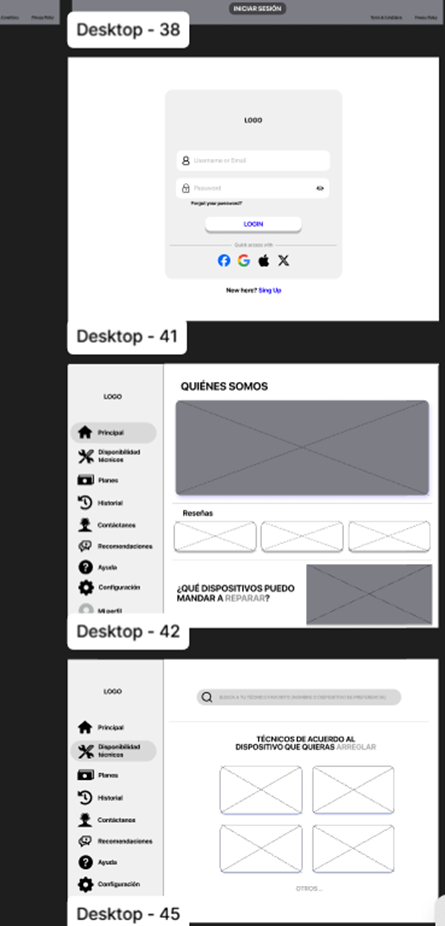 INICIAR SESIÓN
Privacy Policy
Terms & Conditions
Privacy Policy
Desktop - 38
LOGO
Username or Email
Password
Forgot your password?
LOGIN
Quick access with
New here? Sing Up
Desktop - 41
LOGO
Principal
Disponibilidad
técnicos
Planes
Historial
Contáctanos
Recomendaciones
Ayuda
Configuración
Mi perfil
QUIÉNES SOMOS
Reseñas
¿QUÉ DISPOSITIVOS PUEDO
MANDAR A REPARAR?
Desktop - 42
LOGO
Principal
Disponibilidad
técnicos
Planes
Historial
Contáctanos
Recomendaciones
Ayuda
Configuración
BUSCA A TU TÉCNICO FAVORITO (NOMBRE O DISPOSITIVO DE PREFERENCIA)
TÉCNICOS DE ACUERDO AL
DISPOSITIVO QUE QUIERAS ARREGLAR
OTROS...
Desktop - 45